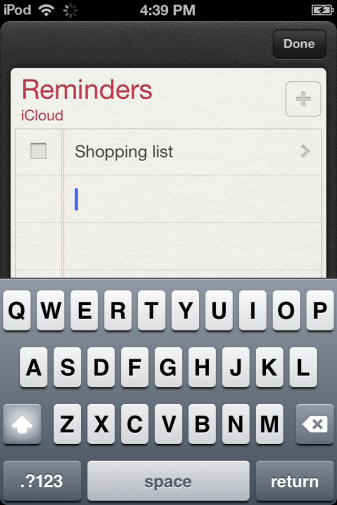 iPod 4:39 PM
Done
Reminders
iCloud
Shopping list
Q W E R T Y U I O P
A S D F G H J K L
Z X C V B N M
.?123 space return